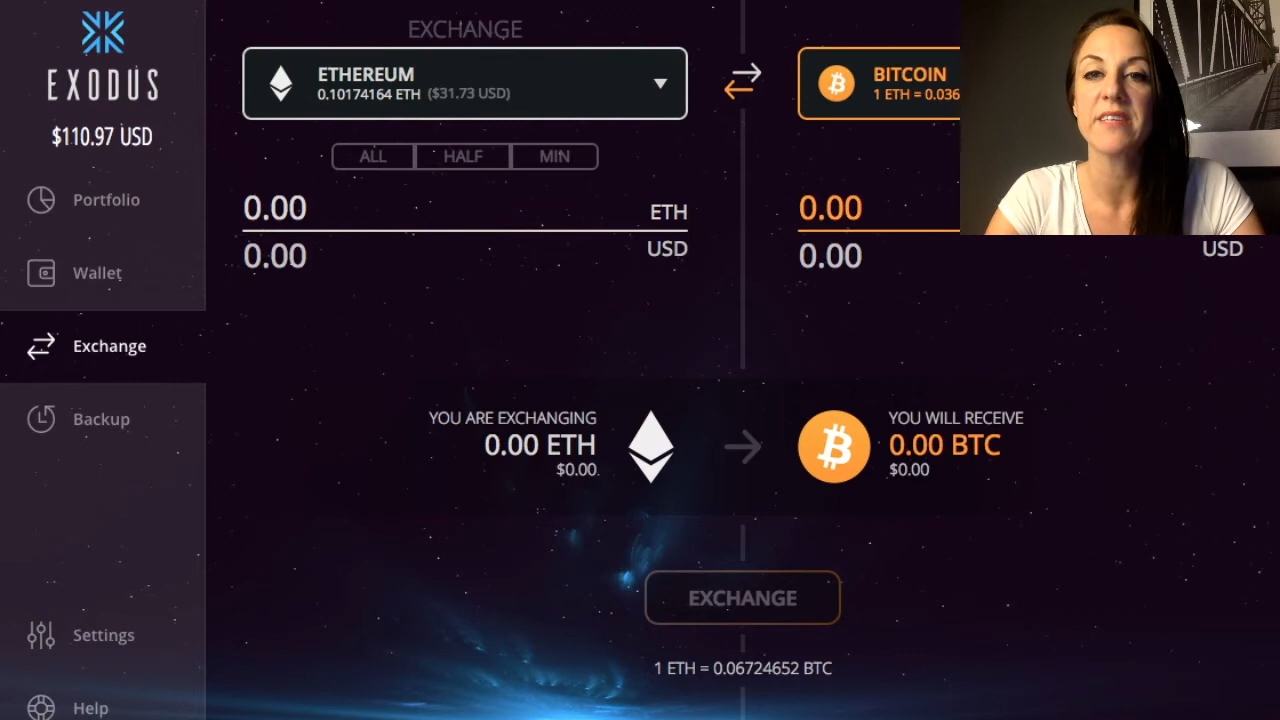 EXODUS
$110.97 USD
Portfolio
Wallet
Exchange
Backup
Settings
Help
EXCHANGE
ETHEREUM
0.10174164 ETH ($31.73 USD)
ALL HALF MIN
0.00 ETH
0.00 USD
BITCOIN
1 ETH = 0.036
0.00
0.00 USD
YOU ARE EXCHANGING
0.00 ETH
$0.00
YOU WILL RECEIVE
0.00 BTC
$0.00
EXCHANGE
1 ETH = 0.06724652 BTC